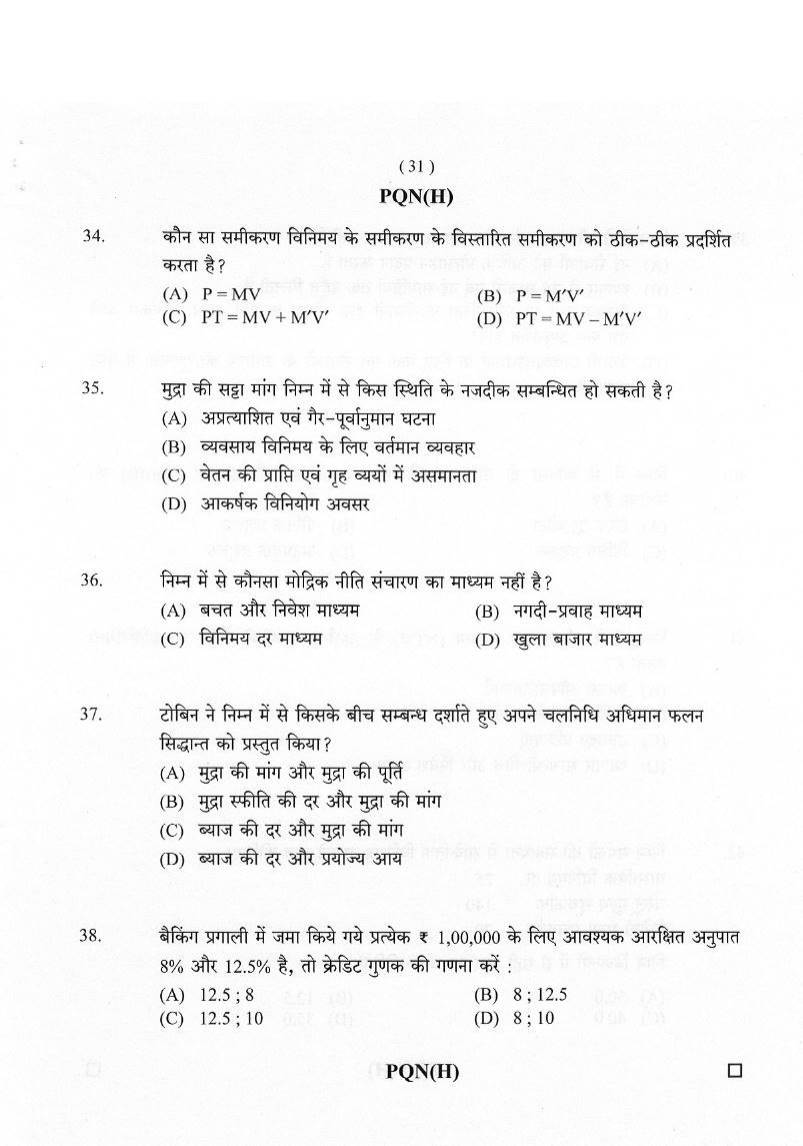 ( 31 )
PQN(H)
34. कौन सा समीकरण विनिमय के समीकरण के विस्तारित समीकरण को ठीक-ठीक प्रदर्शित
करता है ?
(A) P = MV (B) P = M′V′
(C) PT = MV + M′V′ (D) PT = MV – M′V′
35. मुद्रा की सट्टा मांग निम्न में से किस स्थिति के नजदीक सम्बन्धित हो सकती है ?
(A) अप्रत्याशित एवं गैर-पूर्वानुमान घटना
(B) व्यवसाय विनिमय के लिए वर्तमान व्यवहार
(C) वेतन की प्राप्ति एवं गृह व्ययों में असमानता
(D) आकर्षक विनियोग अवसर
36. निम्न में से कौनसा मोद्रिक नीति संचारण का माध्यम नहीं है ?
(A) बचत और निवेश माध्यम (B) नगदी-प्रवाह माध्यम
(C) विनिमय दर माध्यम (D) खुला बाजार माध्यम
37. टोबिन ने निम्न में से किसके बीच सम्बन्ध दर्शाते हुए अपने चलनिधि अधिमान फलन
सिद्धान्त को प्रस्तुत किया ?
(A) मुद्रा की मांग और मुद्रा की पूर्ति
(B) मुद्रा स्फीति की दर और मुद्रा की मांग
(C) ब्याज की दर और मुद्रा की मांग
(D) ब्याज की दर और प्रयोज्य आय
38. बैकिंग प्रगाली में जमा किये गये प्रत्येक ₹ 1,00,000 के लिए आवश्यक आरक्षित अनुपात
8% और 12.5% है, तो क्रेडिट गुणक की गणना करें :
(A) 12.5 ; 8 (B) 8 ; 12.5
(C) 12.5 ; 10 (D) 8 ; 10
PQN(H)